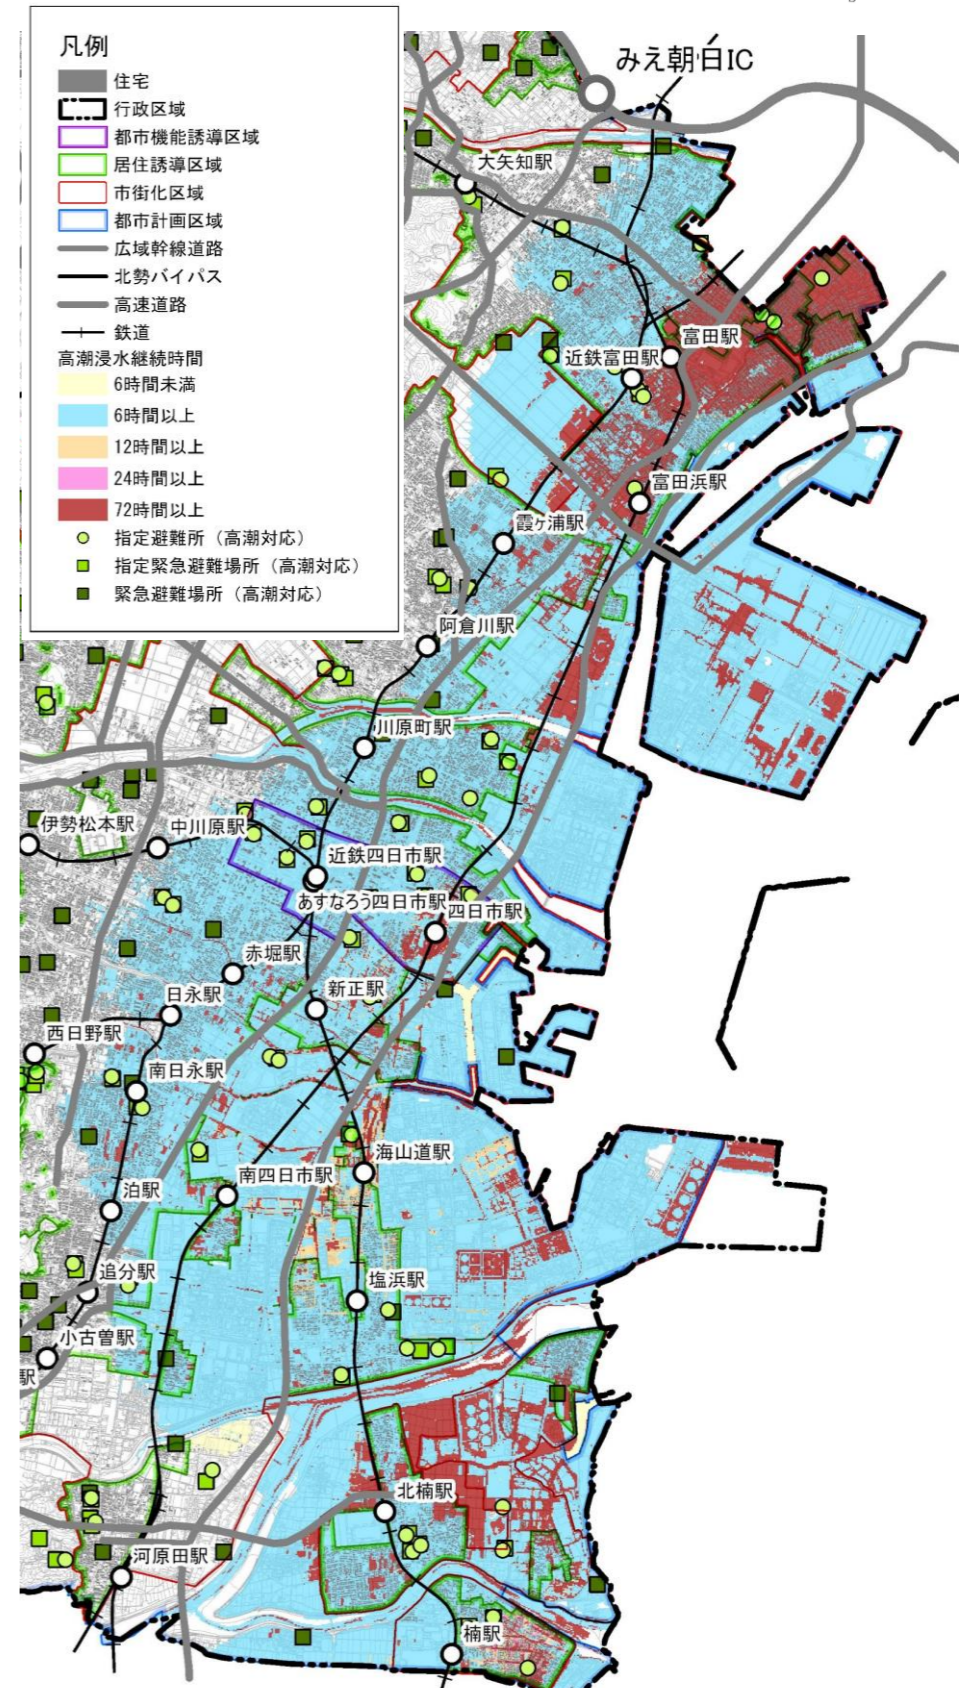 凡例
住宅
行政区域
都市機能誘導区域
居住誘導区域
市街化区域
都市計画区域
広域幹線道路
北勢バイパス
高速道路
鉄道
高潮浸水継続時間
6時間未満
6時間以上
12時間以上
24時間以上
72時間以上
指定避難所（高潮対応）
指定緊急避難場所（高潮対応）
緊急避難場所（高潮対応）
みえ朝日IC
大矢知駅
富田駅
近鉄富田駅
富田浜駅
霞ヶ浦駅
阿倉川駅
川原町駅
伊勢松本駅
中川原駅
近鉄四日市駅
あすなろう四日市駅
四日市駅
赤堀駅
新正駅
日永駅
西日野駅
南日永駅
海山道駅
南四日市駅
泊駅
追分駅
塩浜駅
小古曽駅
駅
北楠駅
河原田駅
楠駅